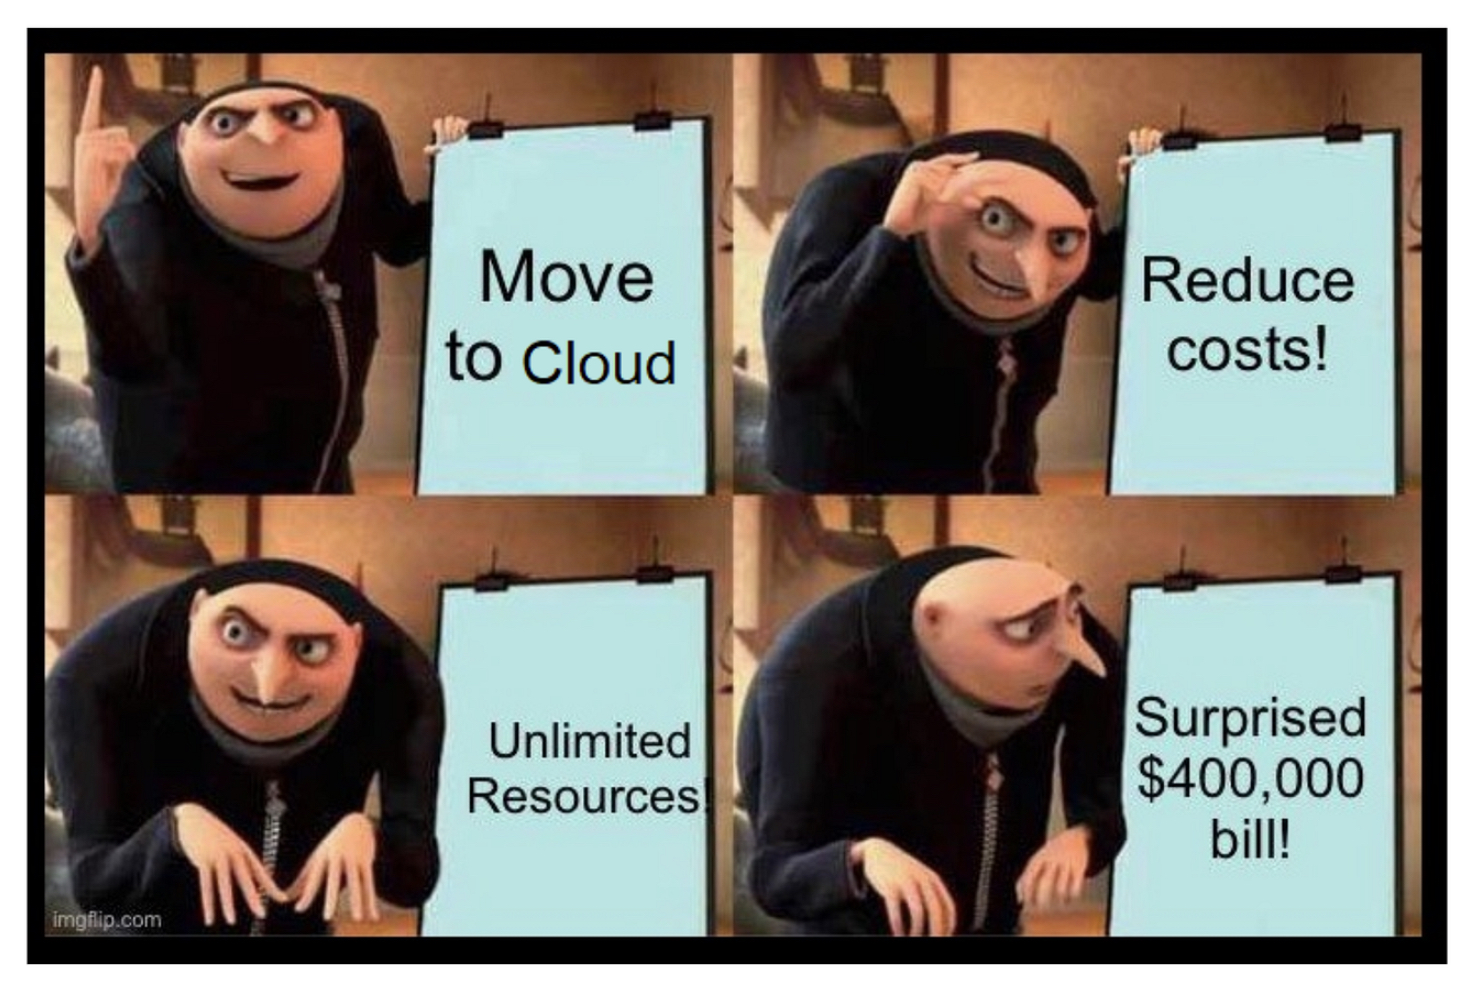 Move
to Cloud
Reduce
costs!
Unlimited
Resources!
Surprised
$400,000
bill!
imgflip.com